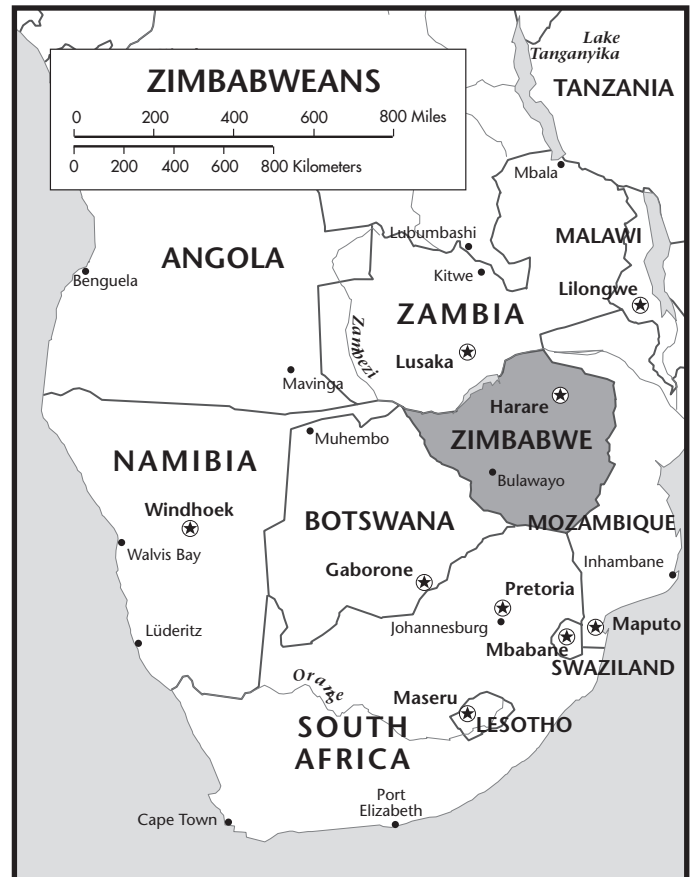 Lake
Tanganyika
ZIMBABWEANS
0 200 400 600 800 Miles
0 200 400 600 800 Kilometers
TANZANIA
Mbala
Lubumbashi
MALAWI
ANGOLA
Kitwe
Benguela
Lilongwe
ZAMBIA
Zambezi
Lusaka
Mavinga
Harare
Muhembo
ZIMBABWE
NAMIBIA
Bulawayo
Windhoek
BOTSWANA
MOZAMBIQUE
Walvis Bay
Inhambane
Gaborone
Pretoria
Johannesburg
Maputo
Lüderitz
Mbabane
SWAZILAND
Orange
Maseru
LESOTHO
SOUTH
AFRICA
Port
Elizabeth
Cape Town